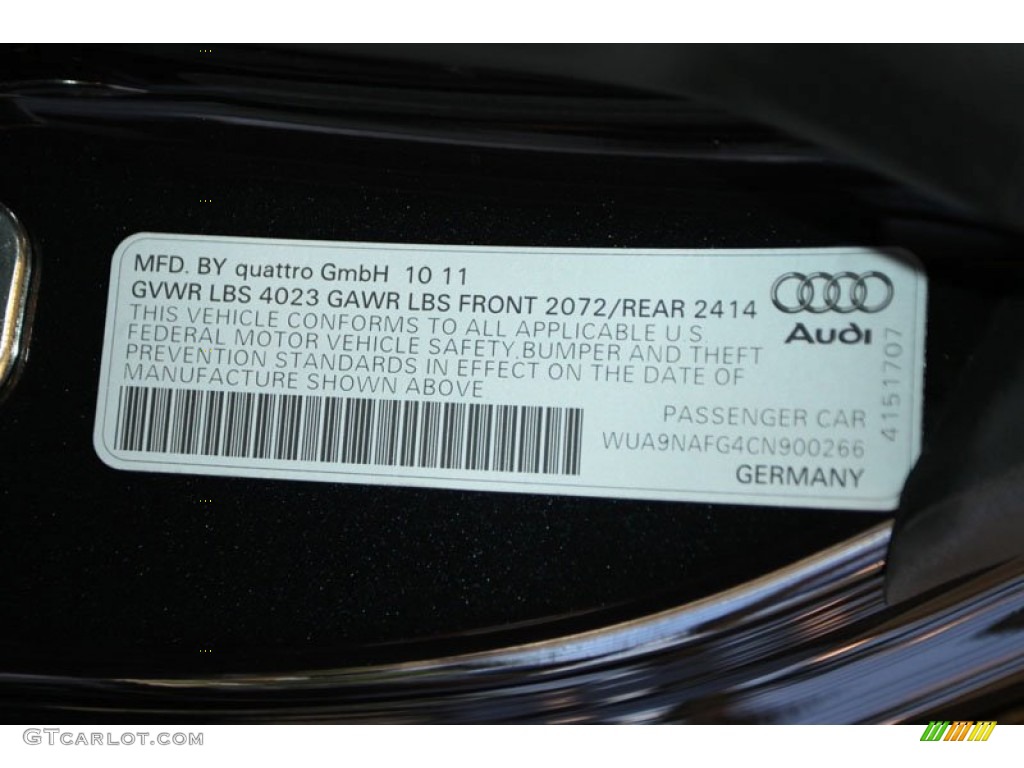 MFD. BY quattro GmbH 10 11
GVWR LBS 4023 GAWR LBS FRONT 2072/REAR 2414
THIS VEHICLE CONFORMS TO ALL APPLICABLE U.S.
FEDERAL MOTOR VEHICLE SAFETY.BUMPER AND THEFT
PREVENTION STANDARDS IN EFFECT ON THE DATE OF
MANUFACTURE SHOWN ABOVE
Audi
4151707
PASSENGER CAR
WUA9NAFG4CN900266
GERMANY
GTCARLOT.COM